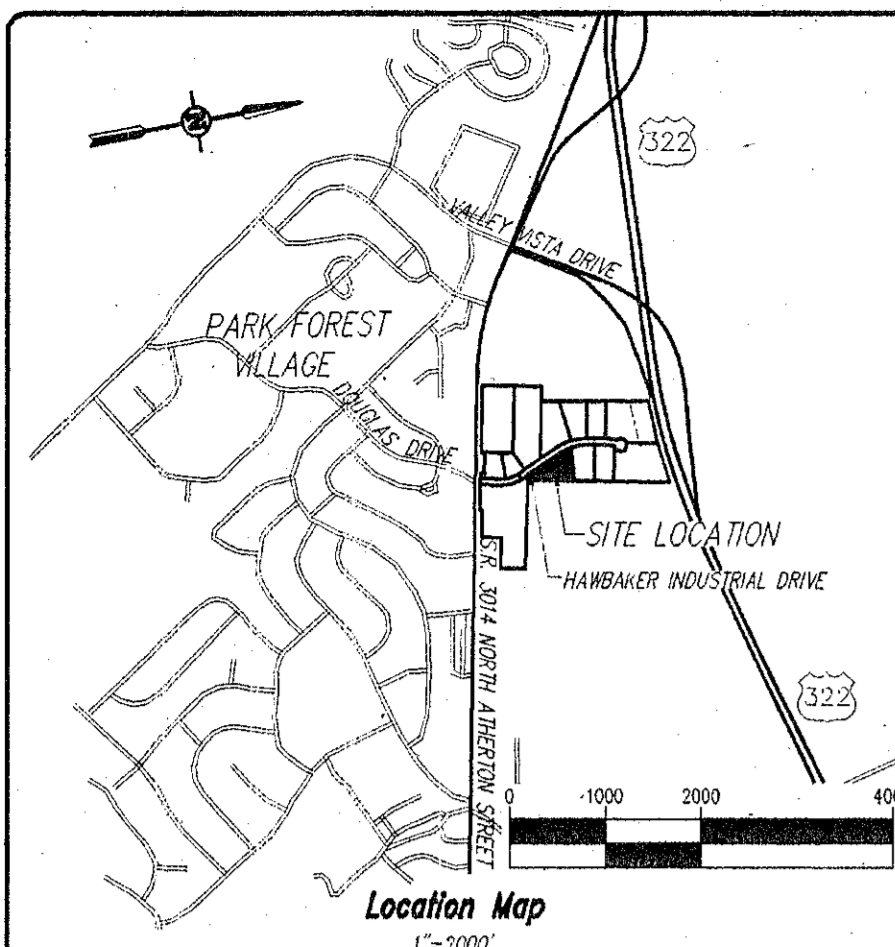 N
322
VALLEY VISTA DRIVE
PARK FOREST
VILLAGE
DOUGLAS DRIVE
SITE LOCATION
HAWBAKER INDUSTRIAL DRIVE
S.R. 3014 NORTH ATHERTON STREET
322
0 1000 2000 400
Location Map
1"=2000'